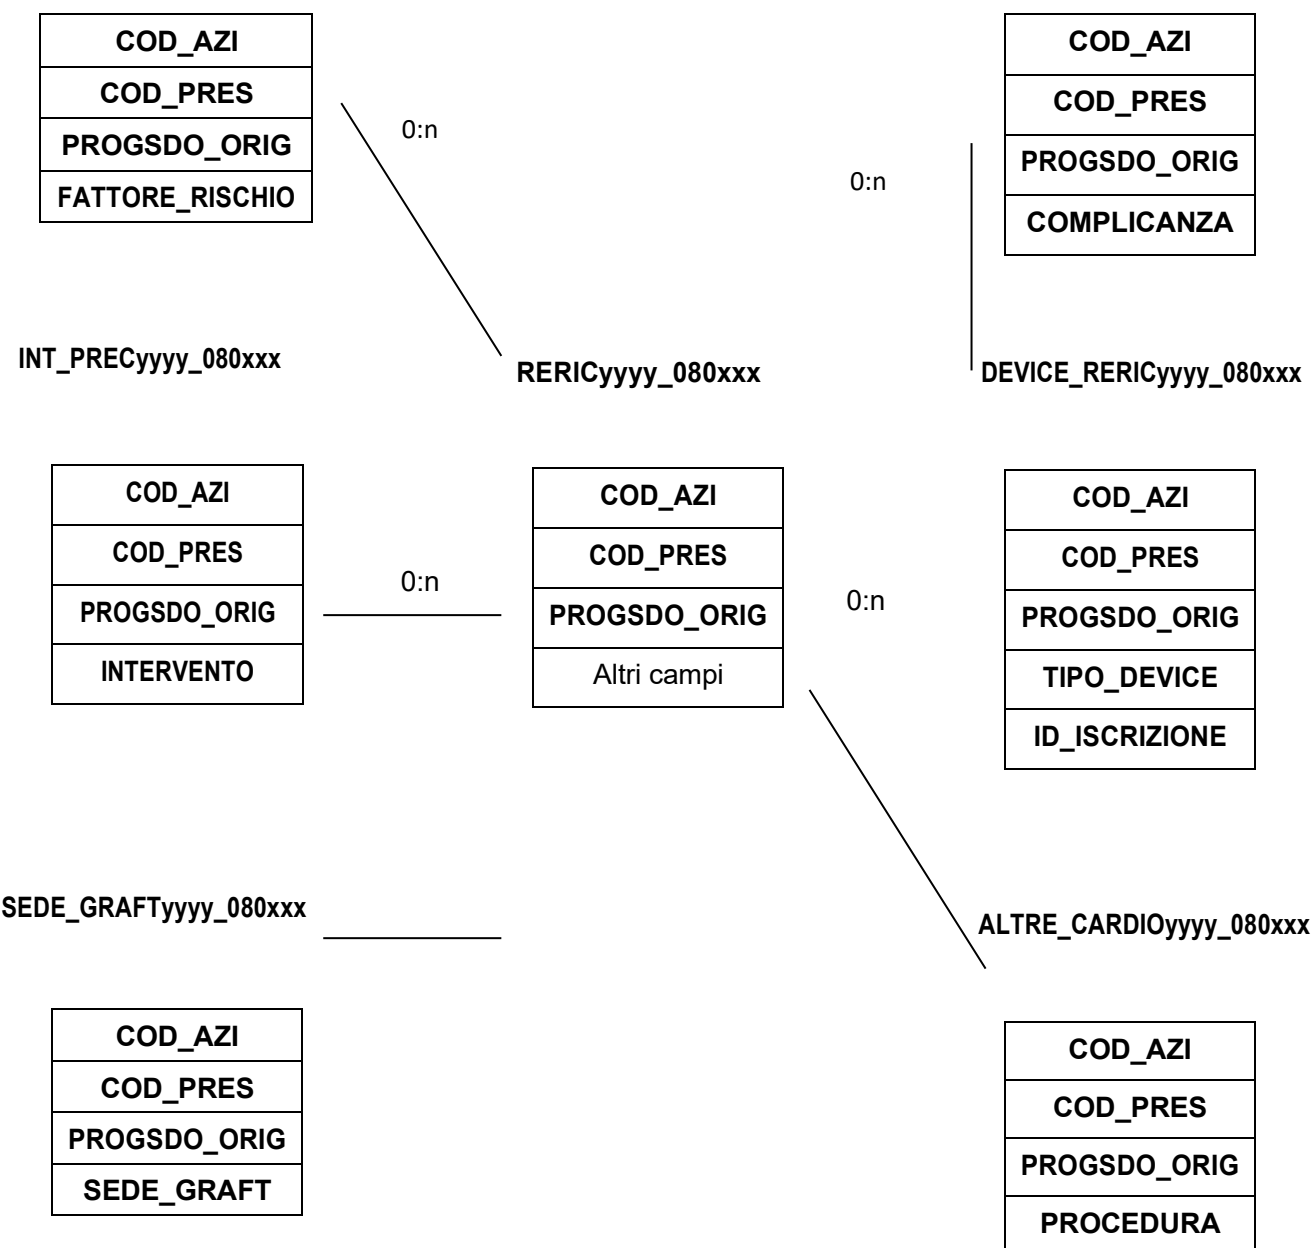 COD_AZI
COD_PRES
PROGSDO_ORIG
FATTORE_RISCHIO
0:n
0:n
COD_AZI
COD_PRES
PROGSDO_ORIG
COMPLICANZA
INT_PRECyyyy_080xxx
RERICyyyy_080xxx
DEVICE_RERICyyyy_080xxx
COD_AZI
COD_PRES
PROGSDO_ORIG
INTERVENTO
0:n
COD_AZI
COD_PRES
PROGSDO_ORIG
Altri campi
0:n
COD_AZI
COD_PRES
PROGSDO_ORIG
TIPO_DEVICE
ID_ISCRIZIONE
SEDE_GRAFTyyyy_080xxx
ALTRE_CARDIOyyyy_080xxx
COD_AZI
COD_PRES
PROGSDO_ORIG
SEDE_GRAFT
COD_AZI
COD_PRES
PROGSDO_ORIG
PROCEDURA